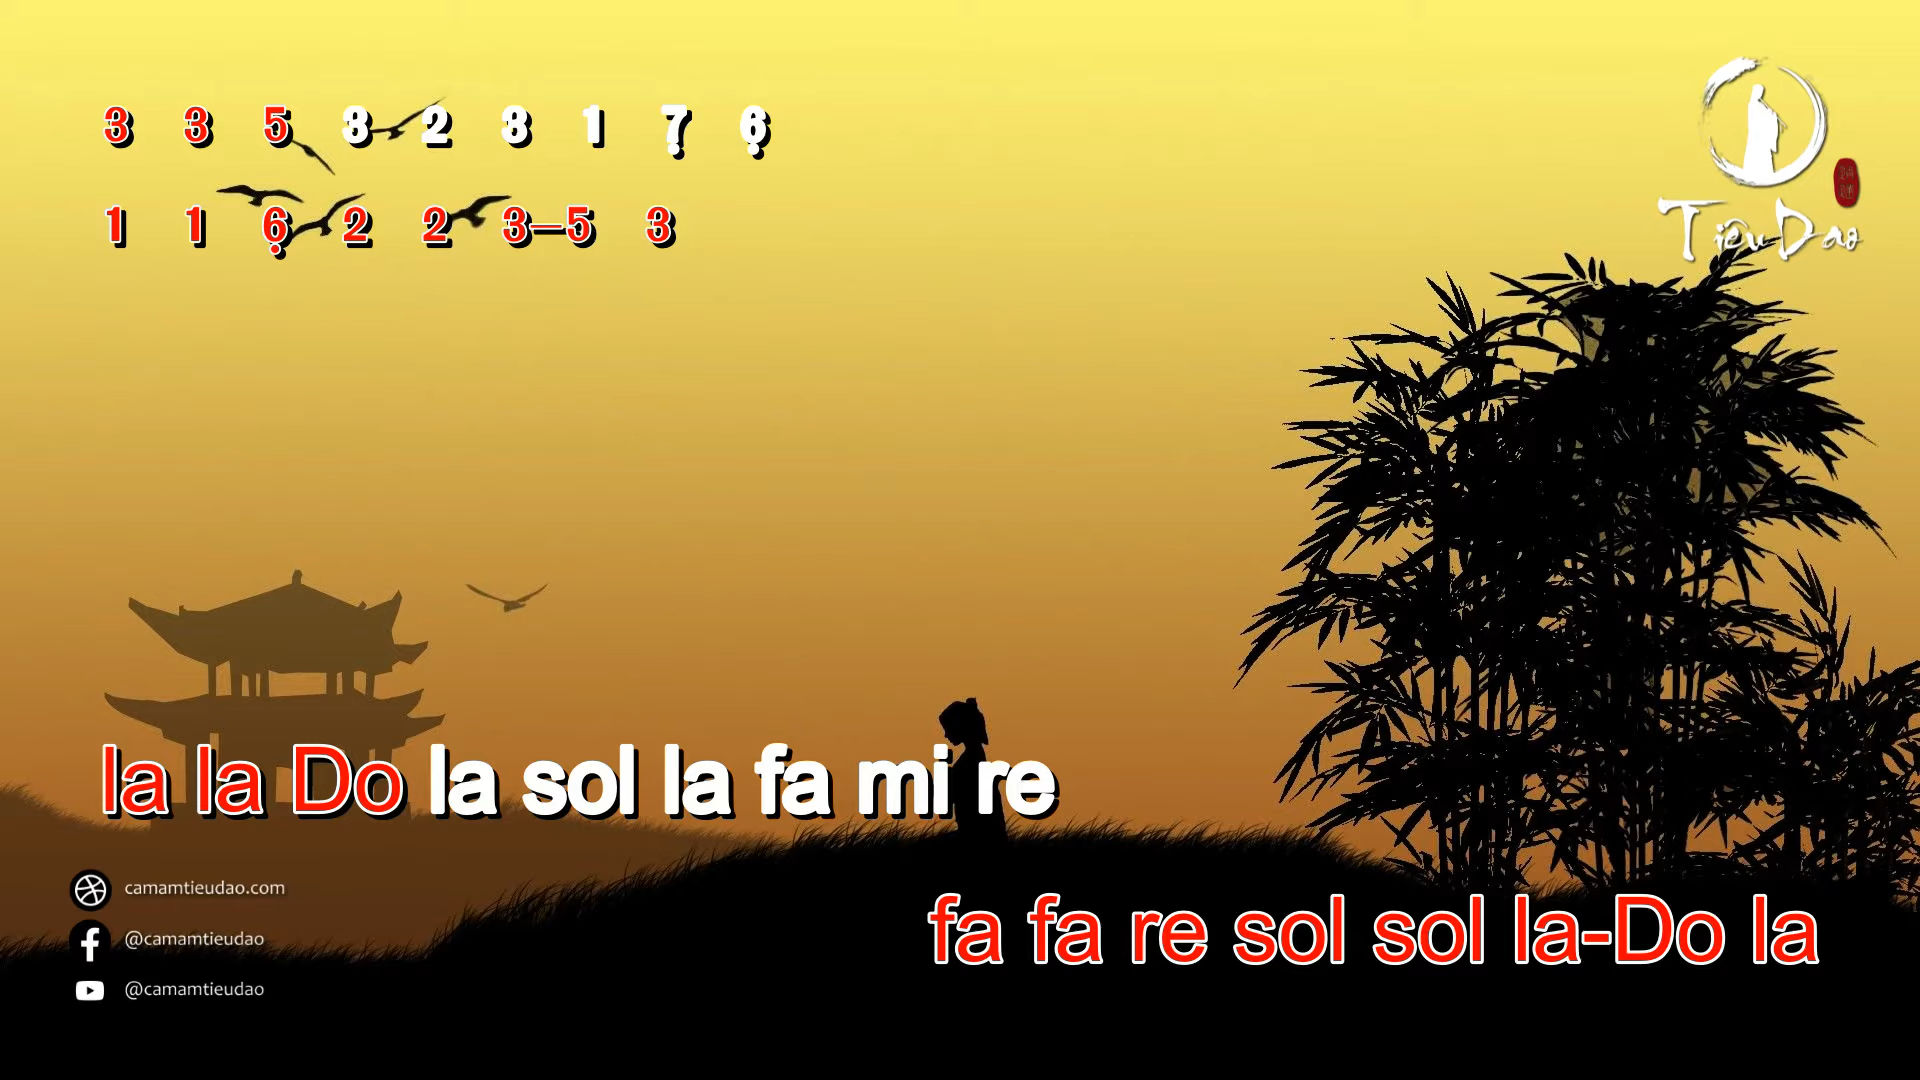 3 3 5 3 2 3 1 7̣ 6̣
1 1 6̣ 2 2 3-5 3
Tiêu Dao
la la Do la sol la fa mi re
fa fa re sol sol la-Do la
camamtieudao.com
@camamtieudao
@camamtieudao